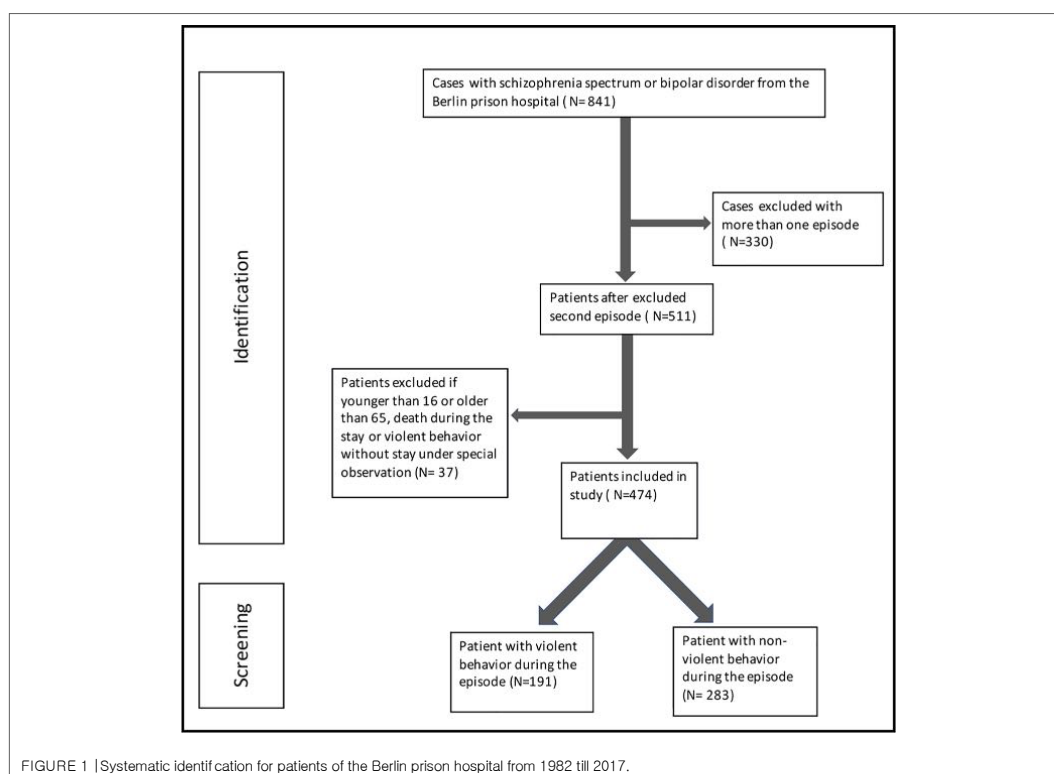 Cases with schizophrenia spectrum or bipolar disorder from the
Berlin prison hospital ( N= 841)
Cases excluded with
more than one episode
( N=330)
Patients after excluded
second episode ( N=511)
Identification
Patients excluded if
younger than 16 or older
than 65, death during the
stay or violent behavior
without stay under special
observation (N= 37)
Patients included in
study ( N=474)
Screening
Patient with violent
behavior during the
episode (N=191)
Patient with non-
violent behavior
during the episode
(N= 283)
FIGURE 1 | Systematic identif cation for patients of the Berlin prison hospital from 1982 till 2017.